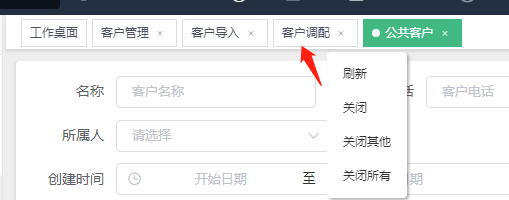 工作桌面 客户管理 × 客户导入 × 客户调配 × 公共客户 ×
名称 客户名称 话 客户电话
所属人 请选择
创建时间 开始日期 至 日期
刷新
关闭
关闭其他
关闭所有